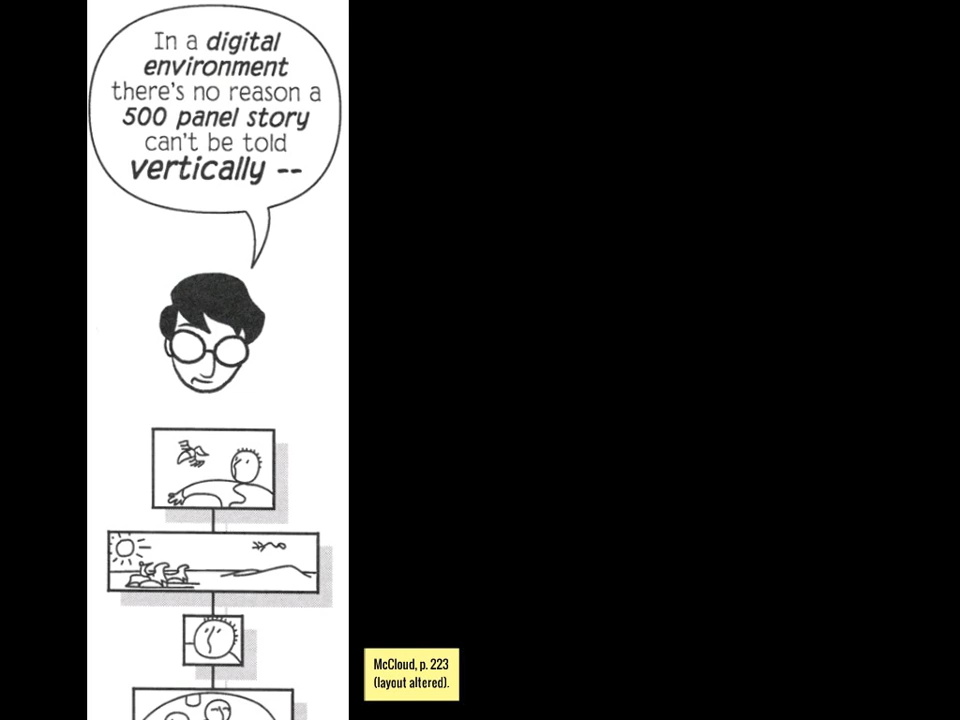 In a digital
environment
there's no reason a
500 panel story
can't be told
vertically --
McCloud, p. 223
(layout altered).